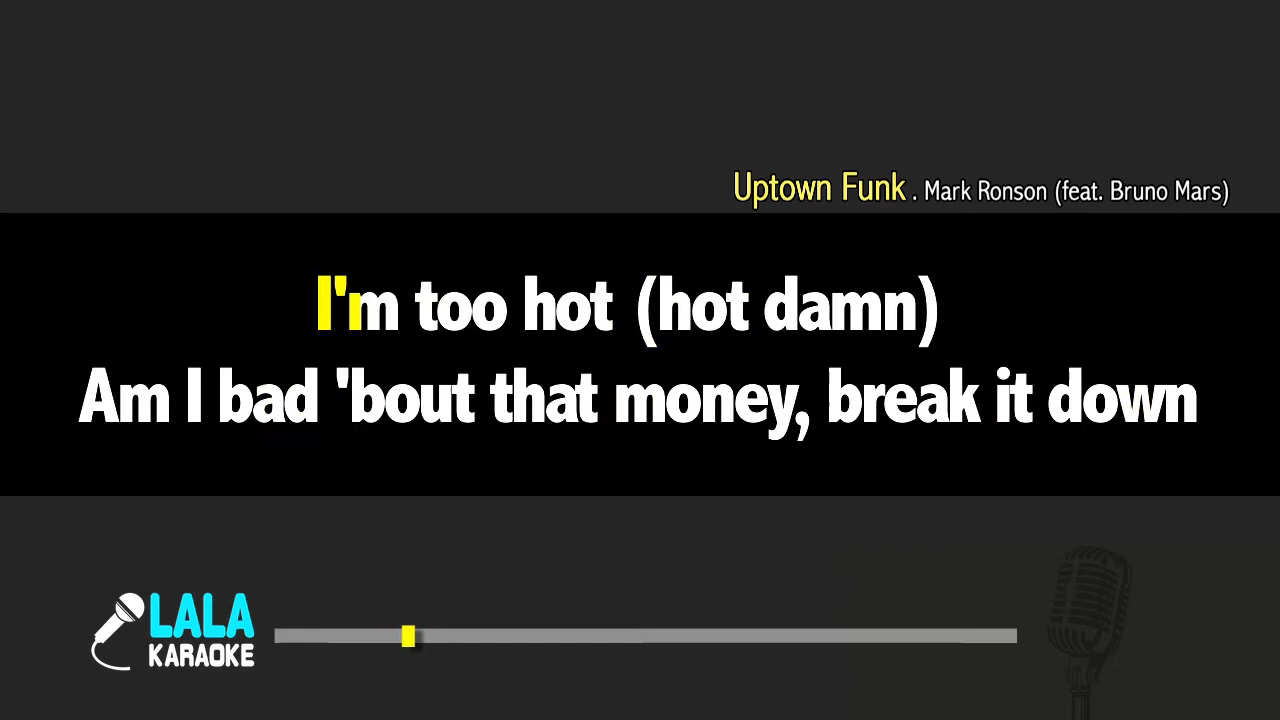 Uptown Funk . Mark Ronson (feat. Bruno Mars)
I'm too hot (hot damn)
Am I bad 'bout that money, break it down
LALA
KARAOKE